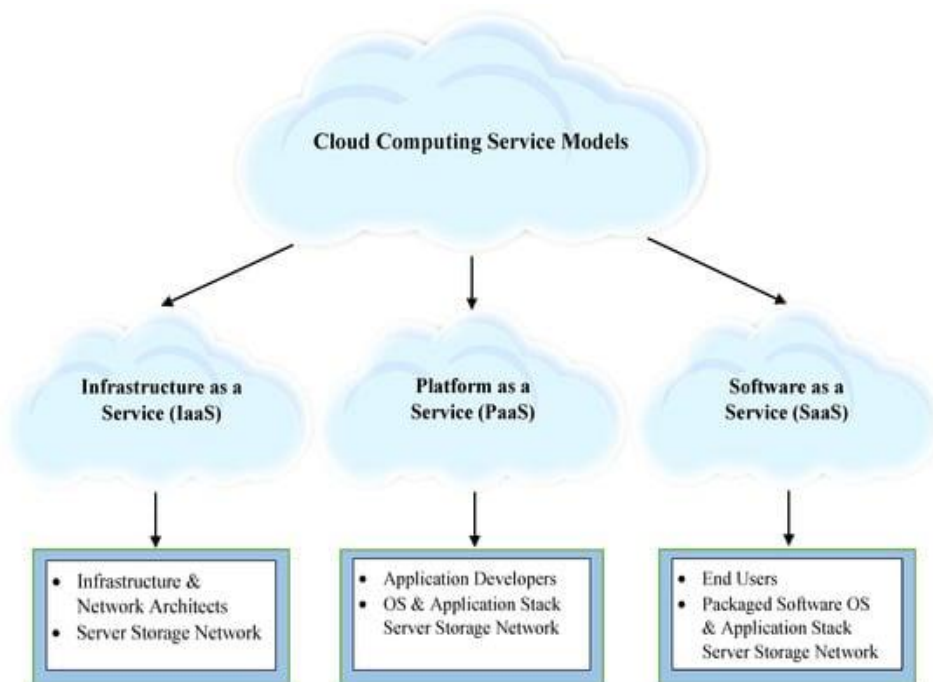 Cloud Computing Service Models
Infrastructure as a
Service (IaaS)
Platform as a
Service (PaaS)
Software as a
Service (SaaS)
• Infrastructure &
Network Architects
• Server Storage Network
• Application Developers
• OS & Application Stack
Server Storage Network
• End Users
• Packaged Software OS
& Application Stack
Server Storage Network